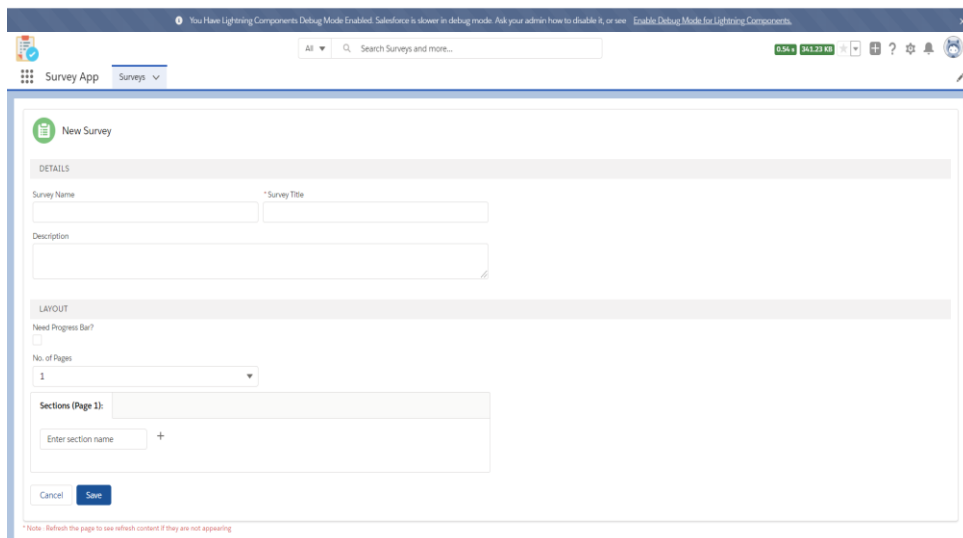 You Have Lightning Components Debug Mode Enabled. Salesforce is slower in debug mode. Ask your admin how to disable it, or see Enable Debug Mode for Lightning Components.
All Search Surveys and more...
0.54 s 341.23 KB
Survey App Surveys
New Survey
DETAILS
Survey Name * Survey Title
Description
LAYOUT
Need Progress Bar?
No. of Pages
1
Sections (Page 1):
Enter section name +
Cancel Save
* Note : Refresh the page to see refresh content if they are not appearing